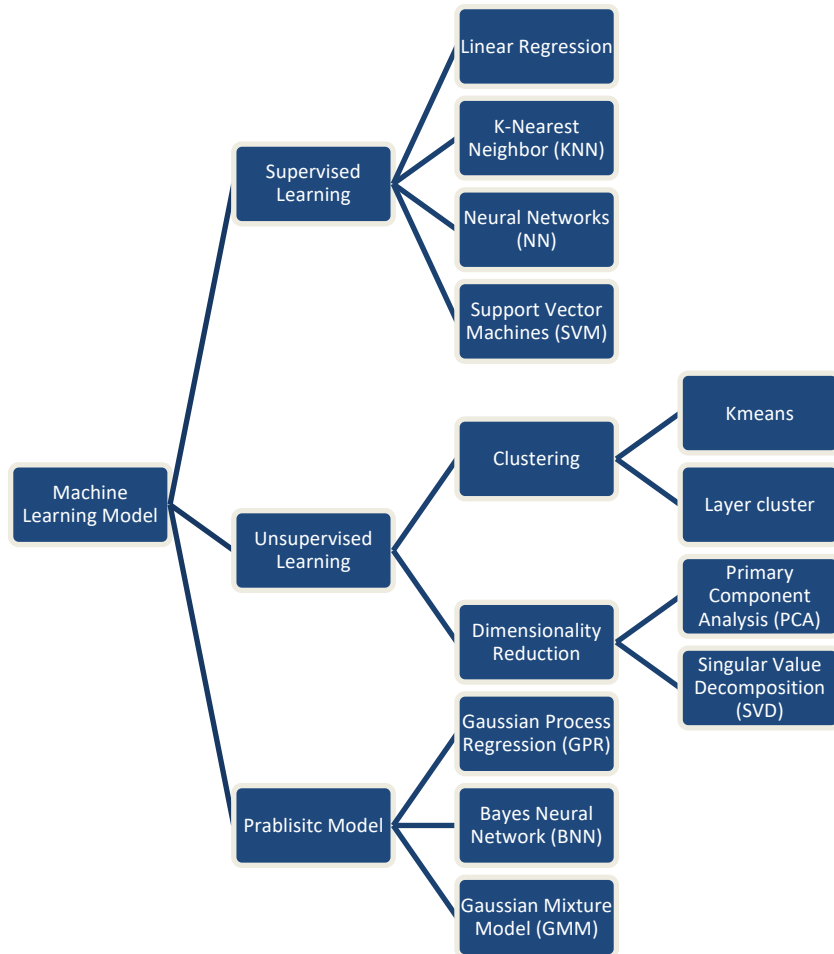 Machine
Learning Model
Supervised
Learning
Linear Regression
K-Nearest
Neighbor (KNN)
Neural Networks
(NN)
Support Vector
Machines (SVM)
Unsupervised
Learning
Clustering
Kmeans
Layer cluster
Dimensionality
Reduction
Primary
Component
Analysis (PCA)
Singular Value
Decomposition
(SVD)
Prablisitc Model
Gaussian Process
Regression (GPR)
Bayes Neural
Network (BNN)
Gaussian Mixture
Model (GMM)